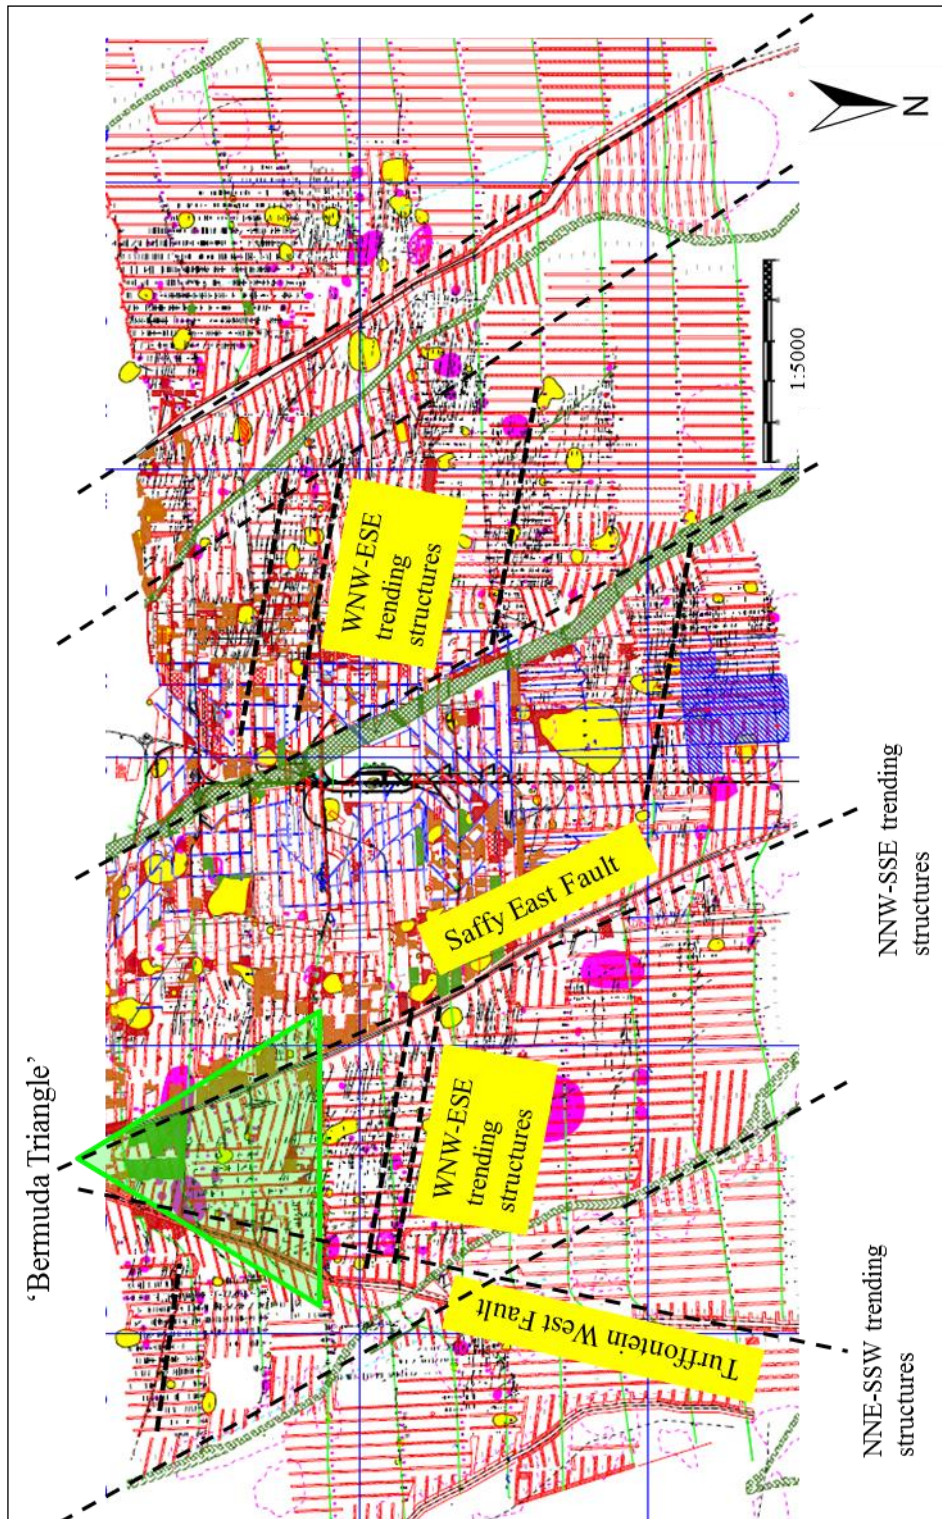 ‘Bermuda Triangle’
WNW-ESE
trending
structures
Saffy East Fault
WNW-ESE
trending
structures
Turffontein West Fault
NNW-SSE trending
structures
NNE-SSW trending
structures
1:5000
N